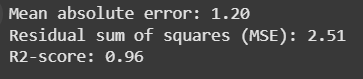 Mean absolute error: 1.20
Residual sum of squares (MSE): 2.51
R2-score: 0.96